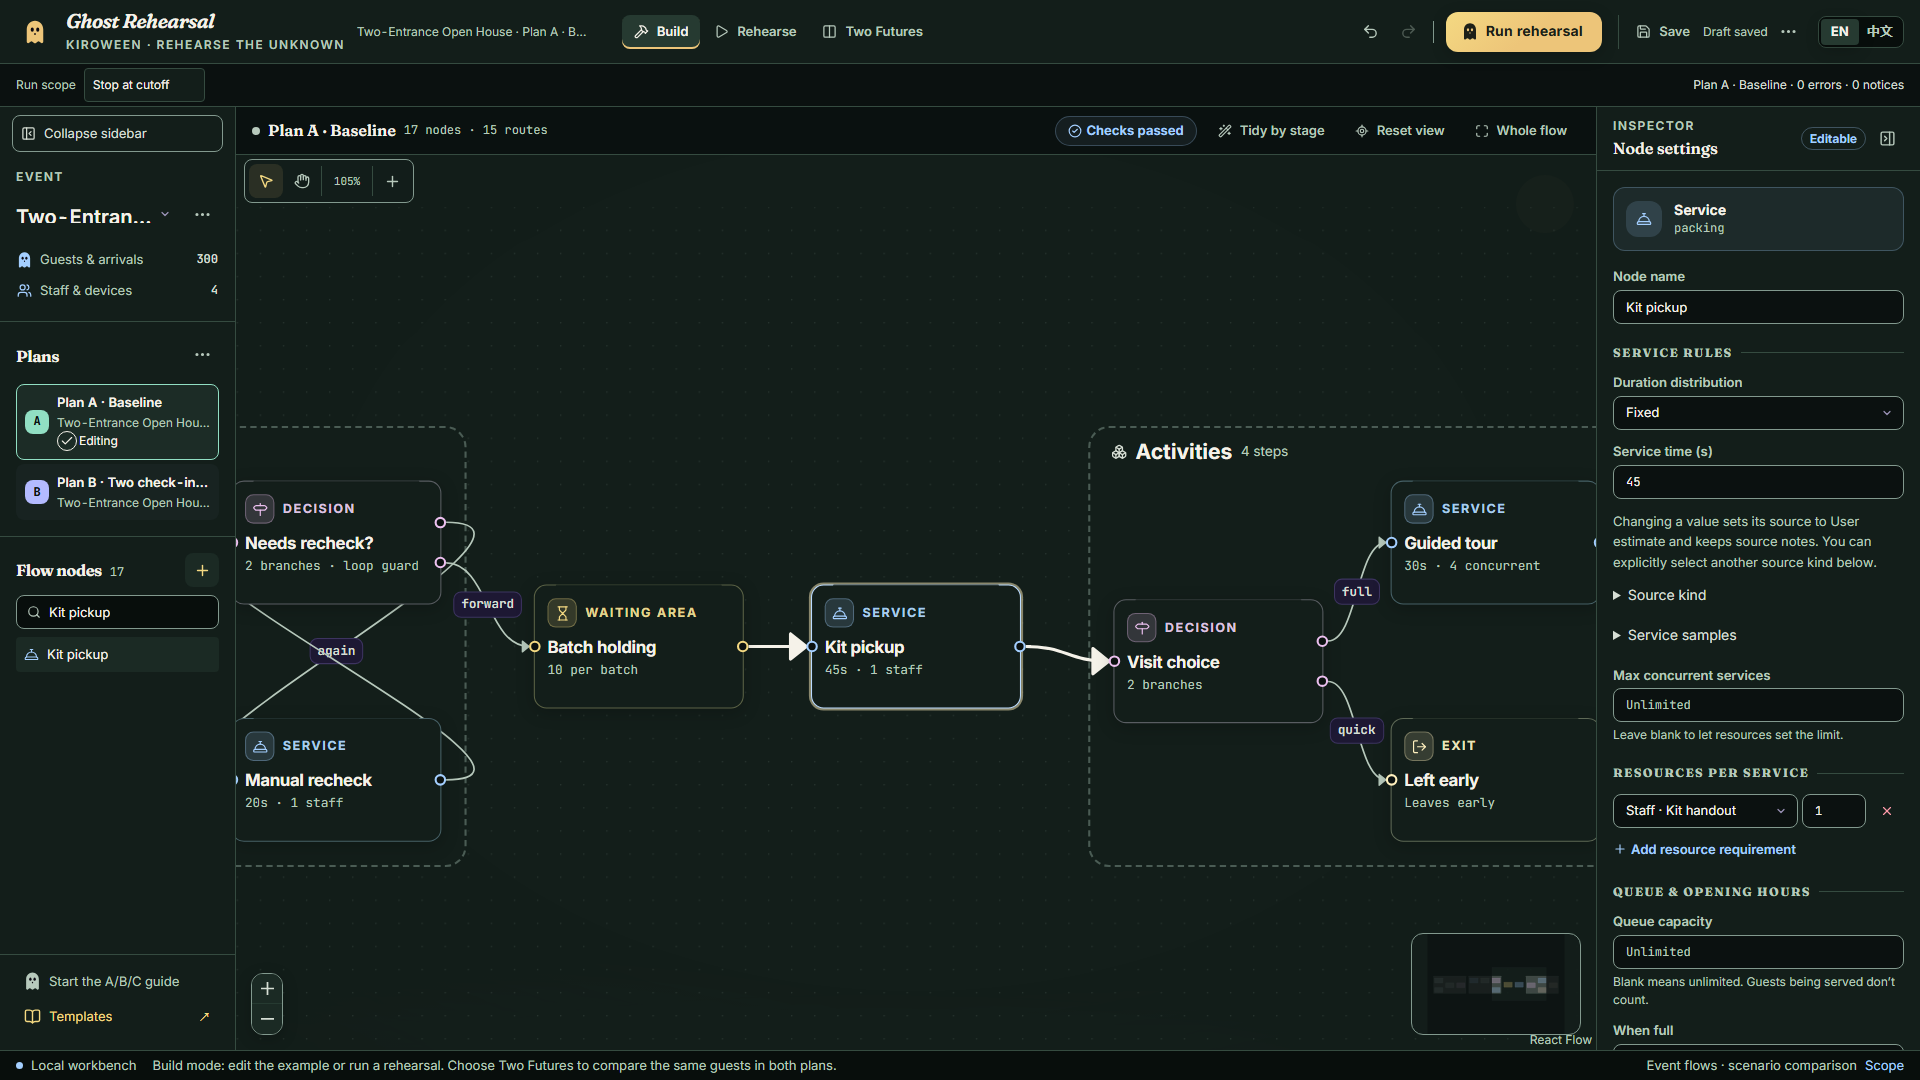 Ghost Rehearsal
KIROWEEN · REHEARSE THE UNKNOWN
Two-Entrance Open House · Plan A · B...
Build
Rehearse
Two Futures
Run rehearsal
Save
Draft saved
EN
中文
Run scope
Stop at cutoff
Plan A · Baseline · 0 errors · 0 notices
Collapse sidebar
EVENT
Two-Entran...
Guests & arrivals 300
Staff & devices 4
Plans
A
Plan A · Baseline
Two-Entrance Open Hou...
Editing
B
Plan B · Two check-in...
Two-Entrance Open Hou...
Flow nodes 17
Kit pickup
Kit pickup
Start the A/B/C guide
Templates
Plan A · Baseline 17 nodes · 15 routes
Checks passed
Tidy by stage
Reset view
Whole flow
105%
DECISION
Needs recheck?
2 branches · loop guard
forward
again
SERVICE
Manual recheck
20s · 1 staff
WAITING AREA
Batch holding
10 per batch
SERVICE
Kit pickup
45s · 1 staff
Activities 4 steps
DECISION
Visit choice
2 branches
full
quick
SERVICE
Guided tour
30s · 4 concurrent
EXIT
Left early
Leaves early
React Flow
INSPECTOR
Node settings
Editable
Service
packing
Node name
Kit pickup
SERVICE RULES
Duration distribution
Fixed
Service time (s)
45
Changing a value sets its source to User
estimate and keeps source notes. You can
explicitly select another source kind below.
Source kind
Service samples
Max concurrent services
Unlimited
Leave blank to let resources set the limit.
RESOURCES PER SERVICE
Staff · Kit handout 1
Add resource requirement
QUEUE & OPENING HOURS
Queue capacity
Unlimited
Blank means unlimited. Guests being served don't
count.
When full
Local workbench
Build mode: edit the example or run a rehearsal. Choose Two Futures to compare the same guests in both plans.
Event flows · scenario comparison
Scope